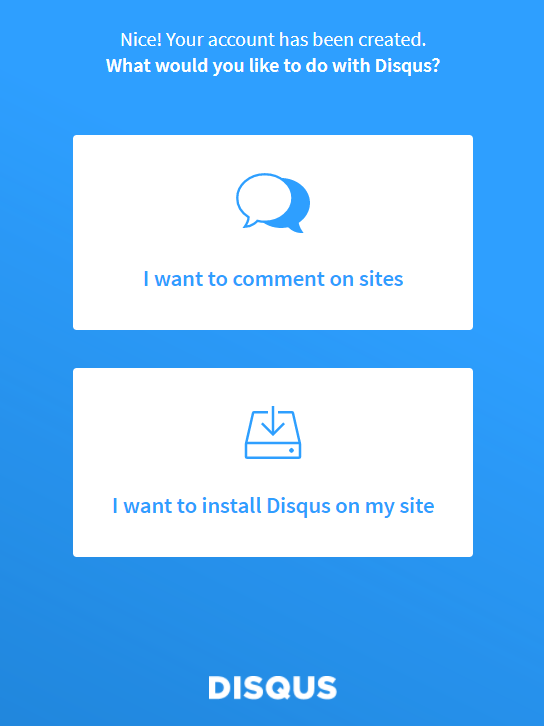 Nice! Your account has been created.
What would you like to do with Disqus?
I want to comment on sites
I want to install Disqus on my site
DISQUS